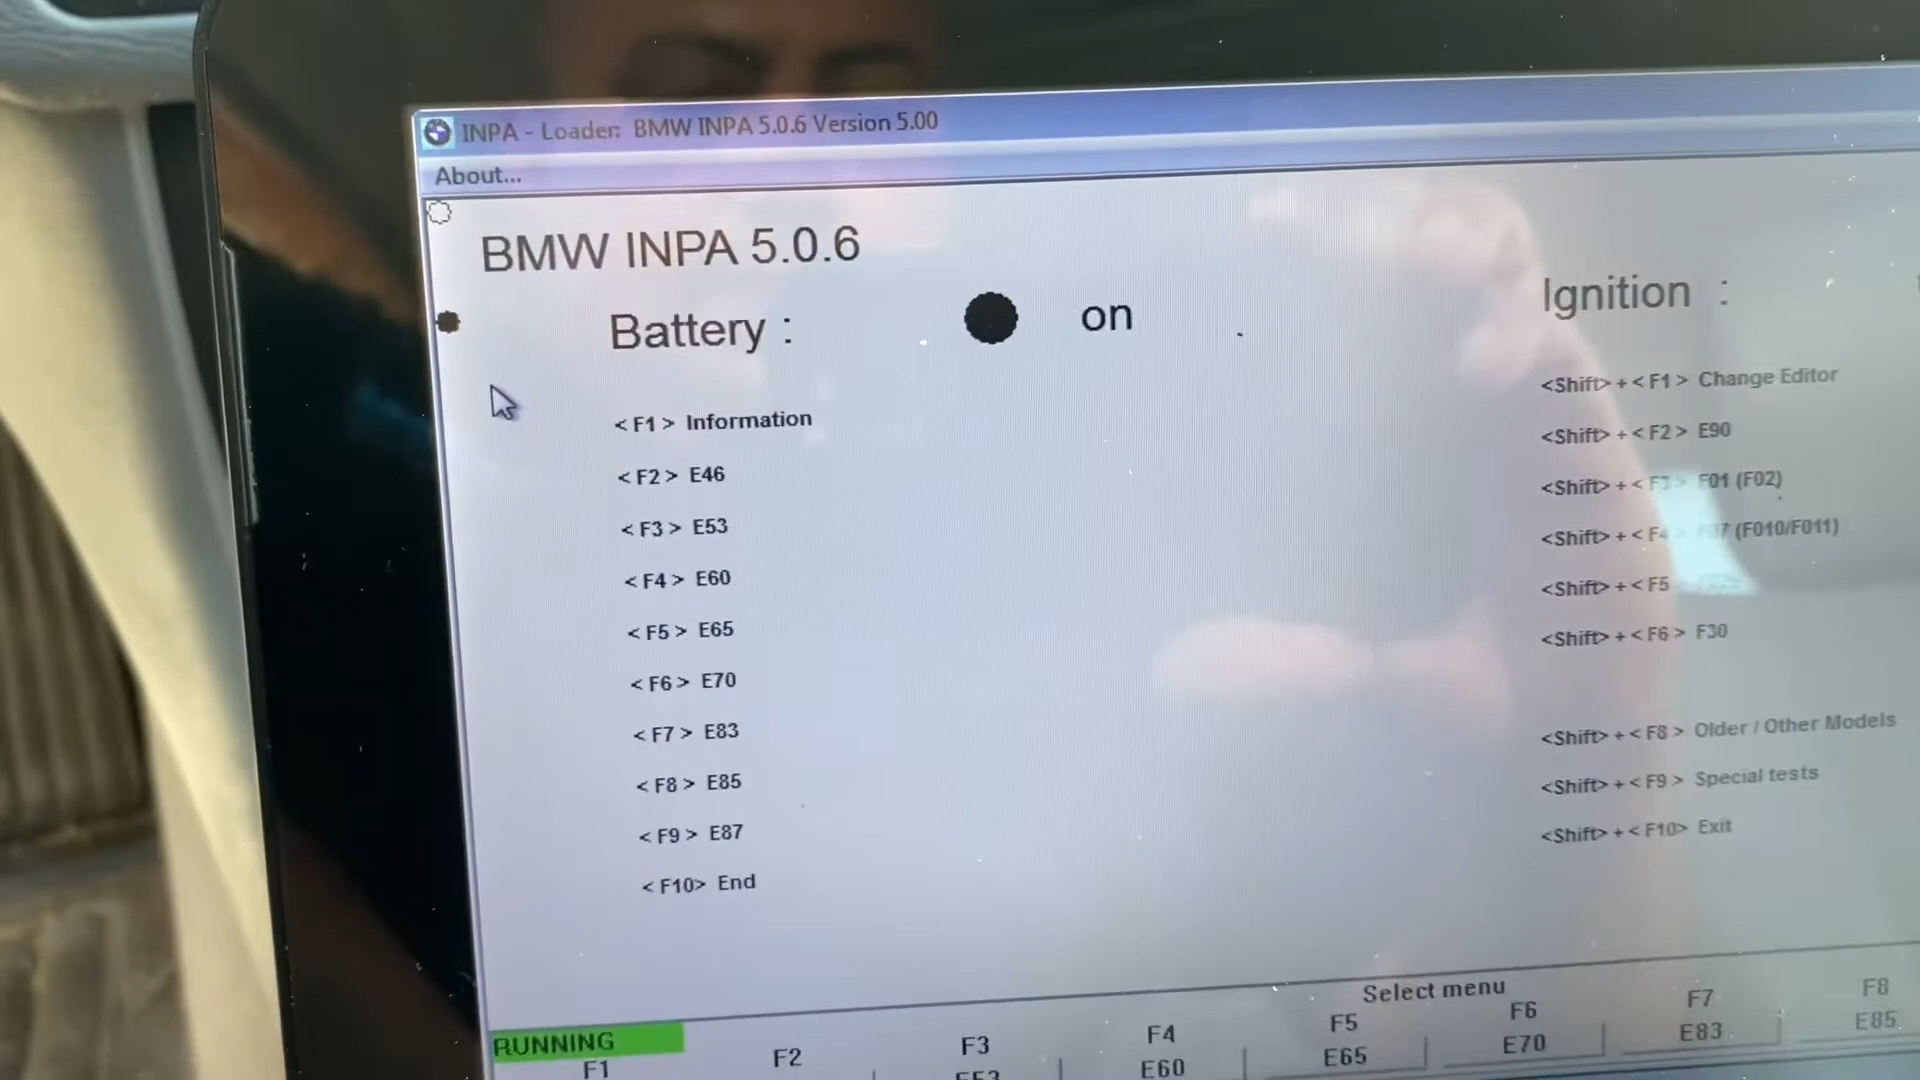 INPA - Loader: BMW INPA 5.0.6 Version 5.00
About...
BMW INPA 5.0.6
Battery : on
Ignition :
< F1 > Information
< F2 > E46
< F3 > E53
< F4 > E60
< F5 > E65
< F6 > E70
< F7 > E83
< F8 > E85
< F9 > E87
< F10> End
<Shift> + < F1 > Change Editor
<Shift> + < F2 > E90
<Shift> + < F3 > F01 (F02)
<Shift> + < F4 > (F010/F011)
<Shift> + < F5
<Shift> + < F6 > F30
<Shift> + < F8 > Older / Other Models
<Shift> + < F9 > Special tests
<Shift> + < F10> Exit
Select menu
RUNNING
F1 F2 F3 F4 F5 F6 F7 F8
E53 E60 E65 E70 E83 E85